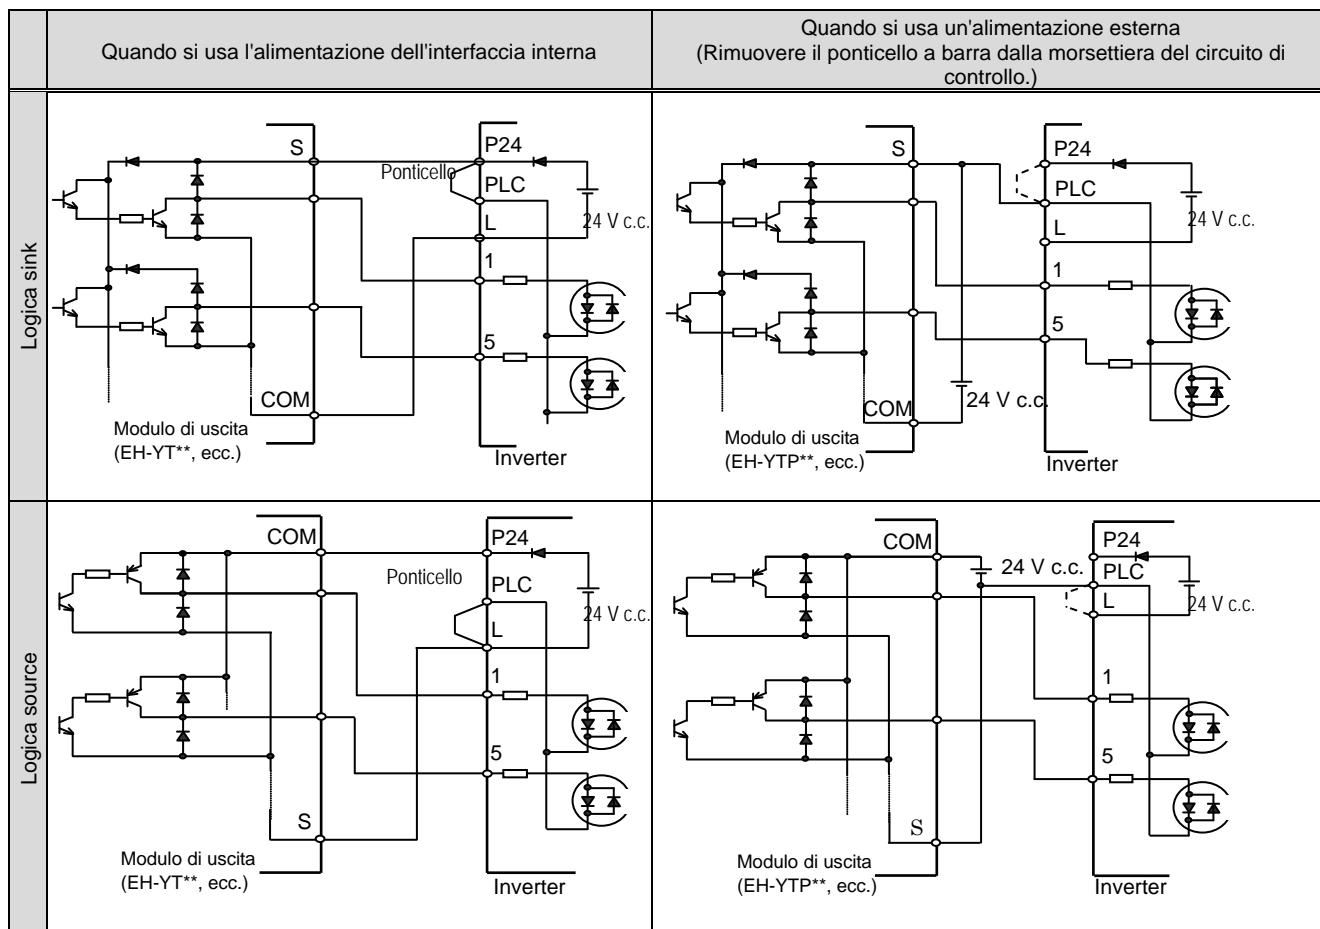 Quando si usa l'alimentazione dell'interfaccia interna
Quando si usa un'alimentazione esterna
(Rimuovere il ponticello a barra dalla morsettiera del circuito di
controllo.)
Logica sink
S
P24
Ponticello
PLC
L
24 V c.c.
1
5
COM
Modulo di uscita
(EH-YT**, ecc.)
Inverter
S
P24
PLC
L
24 V c.c.
1
5
24 V c.c.
COM
Modulo di uscita
(EH-YTP**, ecc.)
Inverter
Logica source
COM
P24
Ponticello
PLC
24 V c.c.
L
1
5
S
Modulo di uscita
(EH-YT**, ecc.)
Inverter
COM
P24
24 V c.c.
PLC
L
24 V c.c.
1
5
S
Modulo di uscita
(EH-YTP**, ecc.)
Inverter